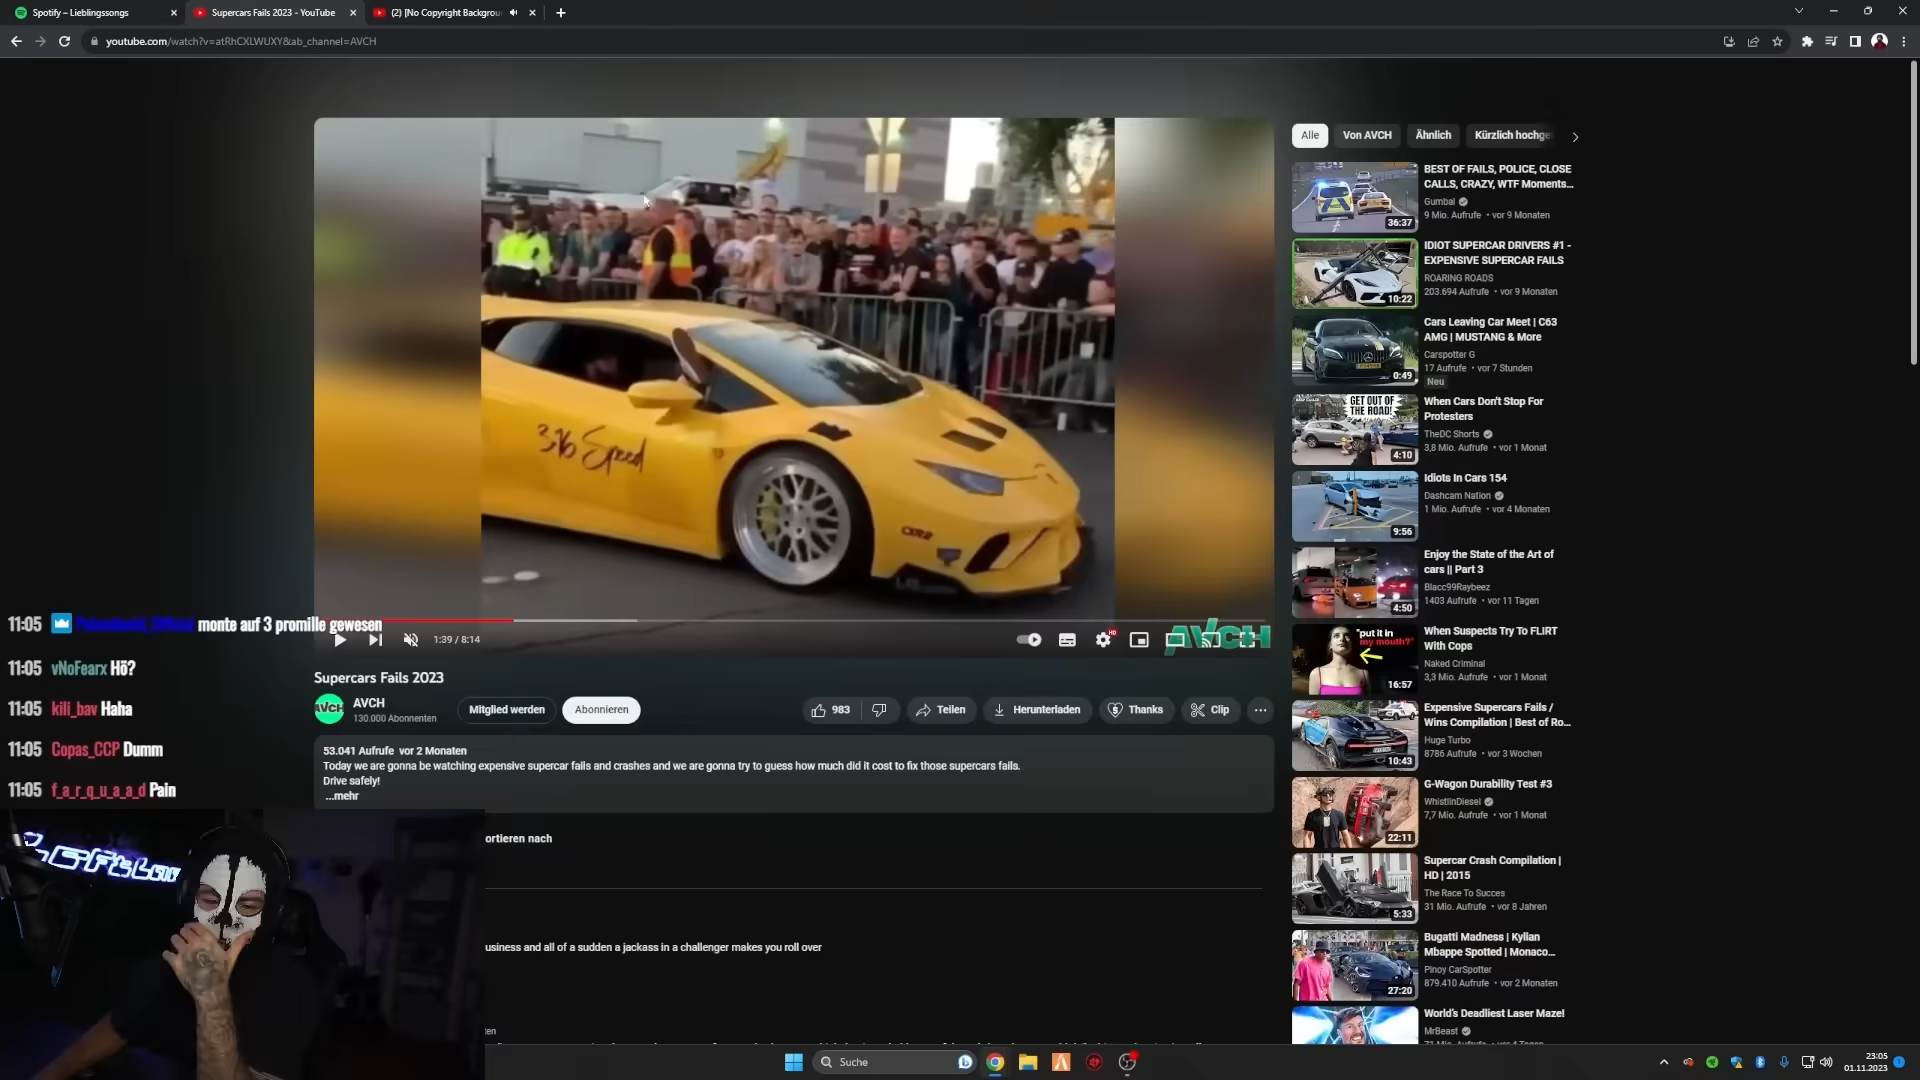 Spotify – Lieblingssongs
Supercars Fails 2023 - YouTube
(2) [No Copyright Backgrou
youtube.com/watch?v=atRhCXLWUXY&ab_channel=AVCH
376 Speed
AVCH
1:39 / 8:14
HD
Supercars Fails 2023
AVCH
AVCH
130.000 Abonnenten
Mitglied werden
Abonnieren
983
Teilen
Herunterladen
Thanks
Clip
53.041 Aufrufe vor 2 Monaten
Today we are gonna be watching expensive supercar fails and crashes and we are gonna try to guess how much did it cost to fix those supercars fails.
Drive safely!
...mehr
ortieren nach
usiness and all of a sudden a jackass in a challenger makes you roll over
ten
11:05 monte auf 3 promille gewesen
11:05 vNoFearx Hö?
11:05 kili_bav Haha
11:05 Copas_CCP Dumm
11:05 f_a_r_q_u_a_a_d Pain
Alle
Von AVCH
Ähnlich
Kürzlich hochge
BEST OF FAILS, POLICE, CLOSE
CALLS, CRAZY, WTF Moments...
Gumbal
9 Mio. Aufrufe • vor 9 Monaten
36:37
IDIOT SUPERCAR DRIVERS #1 -
EXPENSIVE SUPERCAR FAILS
ROARING ROADS
203.694 Aufrufe • vor 9 Monaten
10:22
Cars Leaving Car Meet | C63
AMG | MUSTANG & More
Carspotter G
17 Aufrufe • vor 7 Stunden
Neu
0:49
GET OUT OF
THE ROAD!
When Cars Don't Stop For
Protesters
TheDC Shorts
3,8 Mio. Aufrufe • vor 1 Monat
4:10
Idiots In Cars 154
Dashcam Nation
1 Mio. Aufrufe • vor 4 Monaten
9:56
Enjoy the State of the Art of
cars || Part 3
Blacc99Raybeez
1403 Aufrufe • vor 11 Tagen
4:50
"put it in
my mouth?"
When Suspects Try To FLIRT
With Cops
Naked Criminal
3,3 Mio. Aufrufe • vor 1 Monat
16:57
Expensive Supercars Fails /
Wins Compilation | Best of Ro...
Huge Turbo
8786 Aufrufe • vor 3 Wochen
10:43
G-Wagon Durability Test #3
WhistlinDiesel
7,7 Mio. Aufrufe • vor 1 Monat
22:11
Supercar Crash Compilation |
HD | 2015
The Race To Succes
31 Mio. Aufrufe • vor 8 Jahren
5:33
Bugatti Madness | Kylian
Mbappe Spotted | Monaco...
Pinoy CarSpotter
879.410 Aufrufe • vor 2 Monaten
27:20
World's Deadliest Laser Maze!
MrBeast
Suche
23:05
01.11.2023